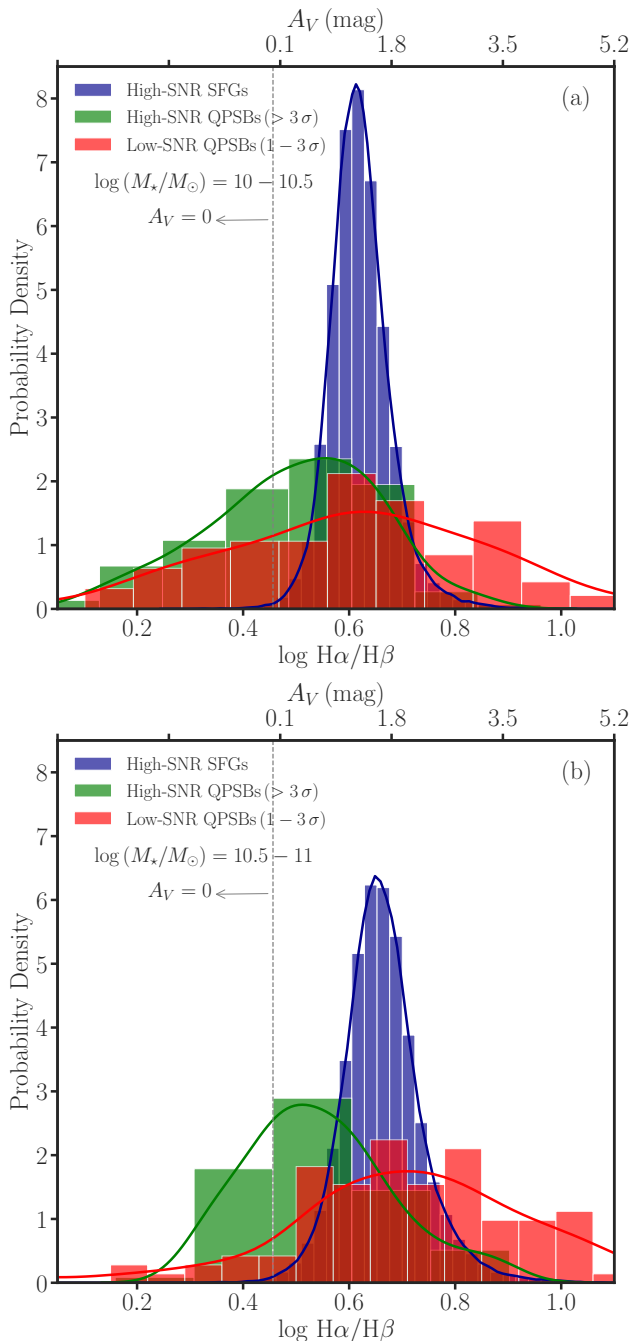 A_V (mag)
0.1 1.8 3.5 5.2
(a)
High-SNR SFGs
High-SNR QPSBs (> 3 σ)
Low-SNR QPSBs (1 − 3 σ)
log (M⋆/M⊙) = 10 − 10.5
A_V = 0
Probability Density
8
7
6
5
4
3
2
1
0
0.2 0.4 0.6 0.8 1.0
log Hα/Hβ
A_V (mag)
0.1 1.8 3.5 5.2
(b)
High-SNR SFGs
High-SNR QPSBs (> 3 σ)
Low-SNR QPSBs (1 − 3 σ)
log (M⋆/M⊙) = 10.5 − 11
A_V = 0
Probability Density
8
7
6
5
4
3
2
1
0
0.2 0.4 0.6 0.8 1.0
log Hα/Hβ